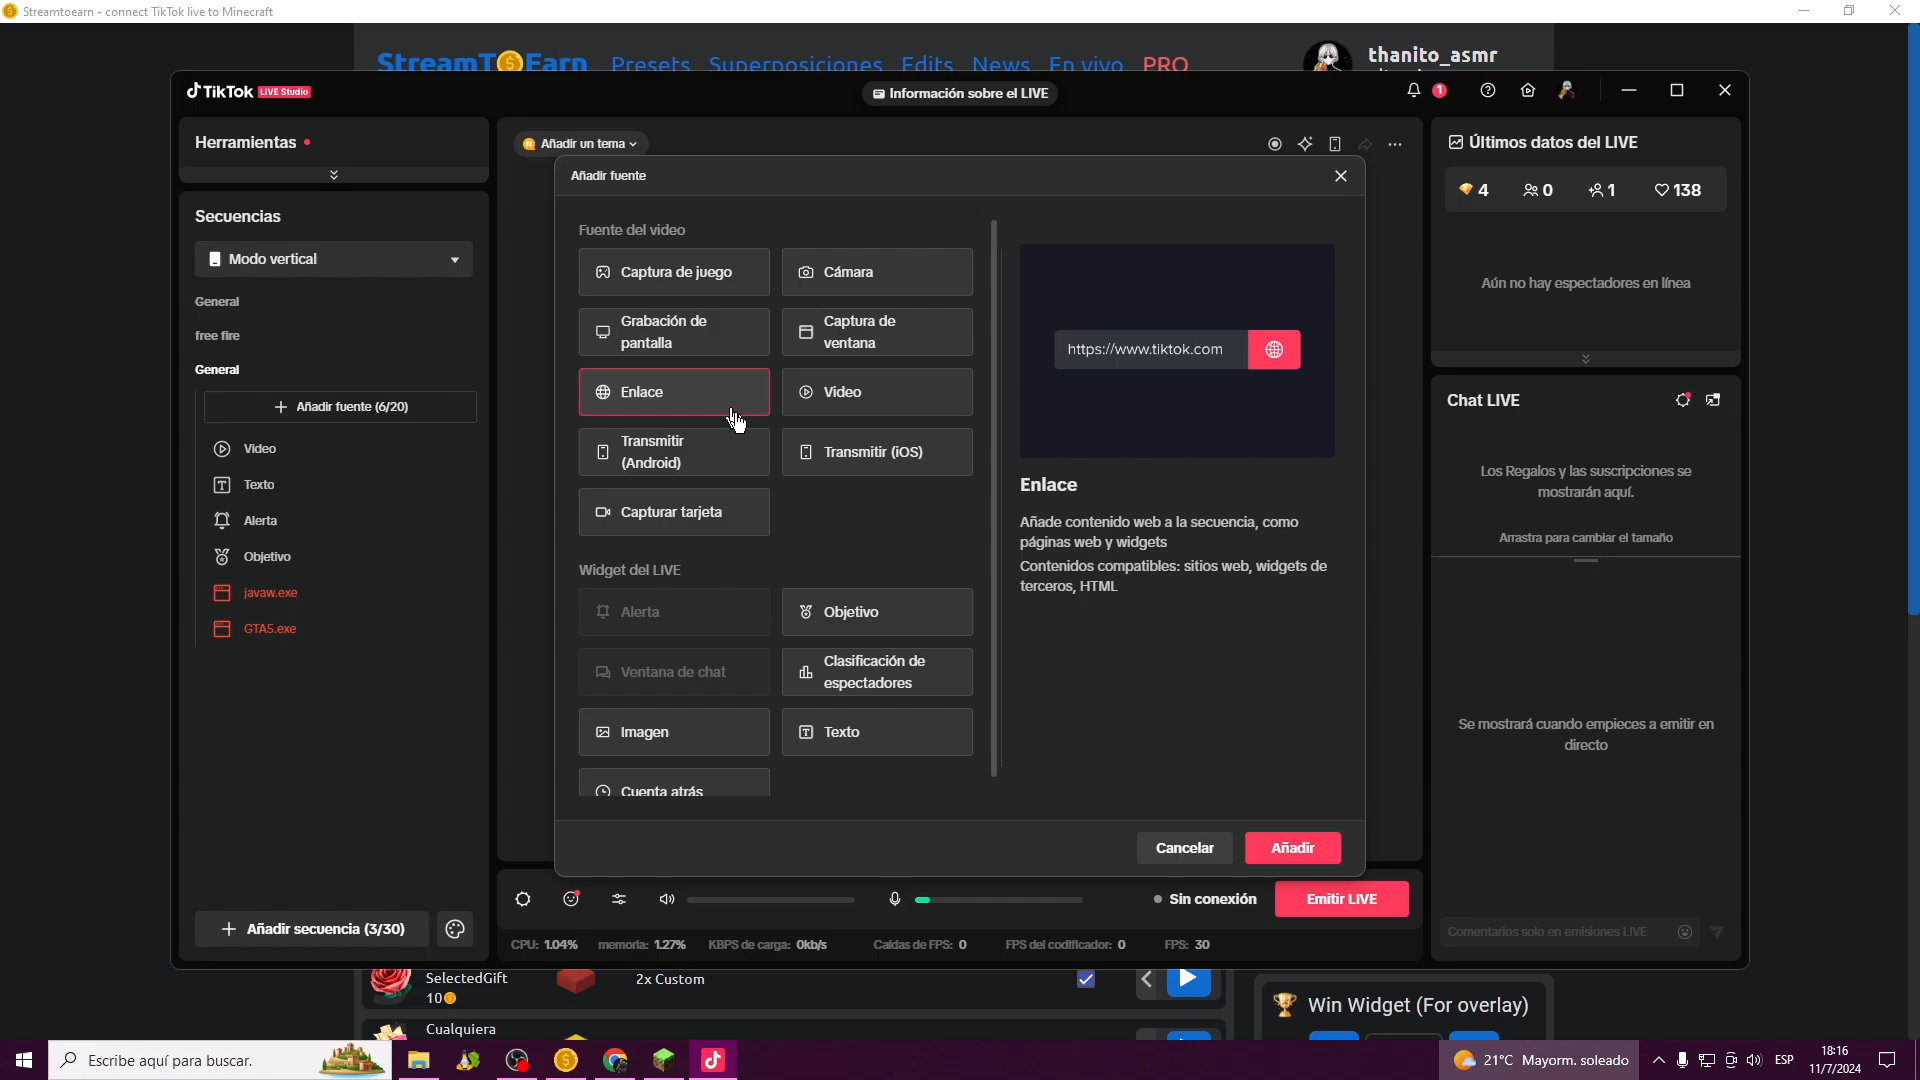 Streamtoearn - connect TikTok live to Minecraft
StreamToEarn Presets Superposiciones Edits News En vivo PRO
thanito_asmr
TikTok LIVE Studio
Información sobre el LIVE
1
Herramientas
Secuencias
Modo vertical
General
free fire
General
Añadir fuente (6/20)
Video
Texto
Alerta
Objetivo
javaw.exe
GTA5.exe
Añadir secuencia (3/30)
Añadir un tema
Añadir fuente
Fuente del video
Captura de juego
Cámara
Grabación de
pantalla
Captura de
ventana
Enlace
Video
Transmitir
(Android)
Transmitir (iOS)
Capturar tarjeta
Widget del LIVE
Alerta
Objetivo
Ventana de chat
Clasificación de
espectadores
Imagen
Texto
Cuenta atrás
https://www.tiktok.com
Enlace
Añade contenido web a la secuencia, como
páginas web y widgets
Contenidos compatibles: sitios web, widgets de
terceros, HTML
Cancelar
Añadir
Sin conexión
Emitir LIVE
CPU: 1.04% memoria: 1.27% KBPS de carga: 0kb/s Caídas de FPS: 0 FPS del codificador: 0 FPS: 30
Últimos datos del LIVE
4 0 1 138
Aún no hay espectadores en línea
Chat LIVE
Los Regalos y las suscripciones se
mostrarán aquí.
Arrastra para cambiar el tamaño
Se mostrará cuando empieces a emitir en
directo
Comentarios solo en emisiones LIVE
SelectedGift
10
2x Custom
Cualquiera
Win Widget (For overlay)
Escribe aquí para buscar.
21°C Mayorm. soleado
ESP
18:16
11/7/2024